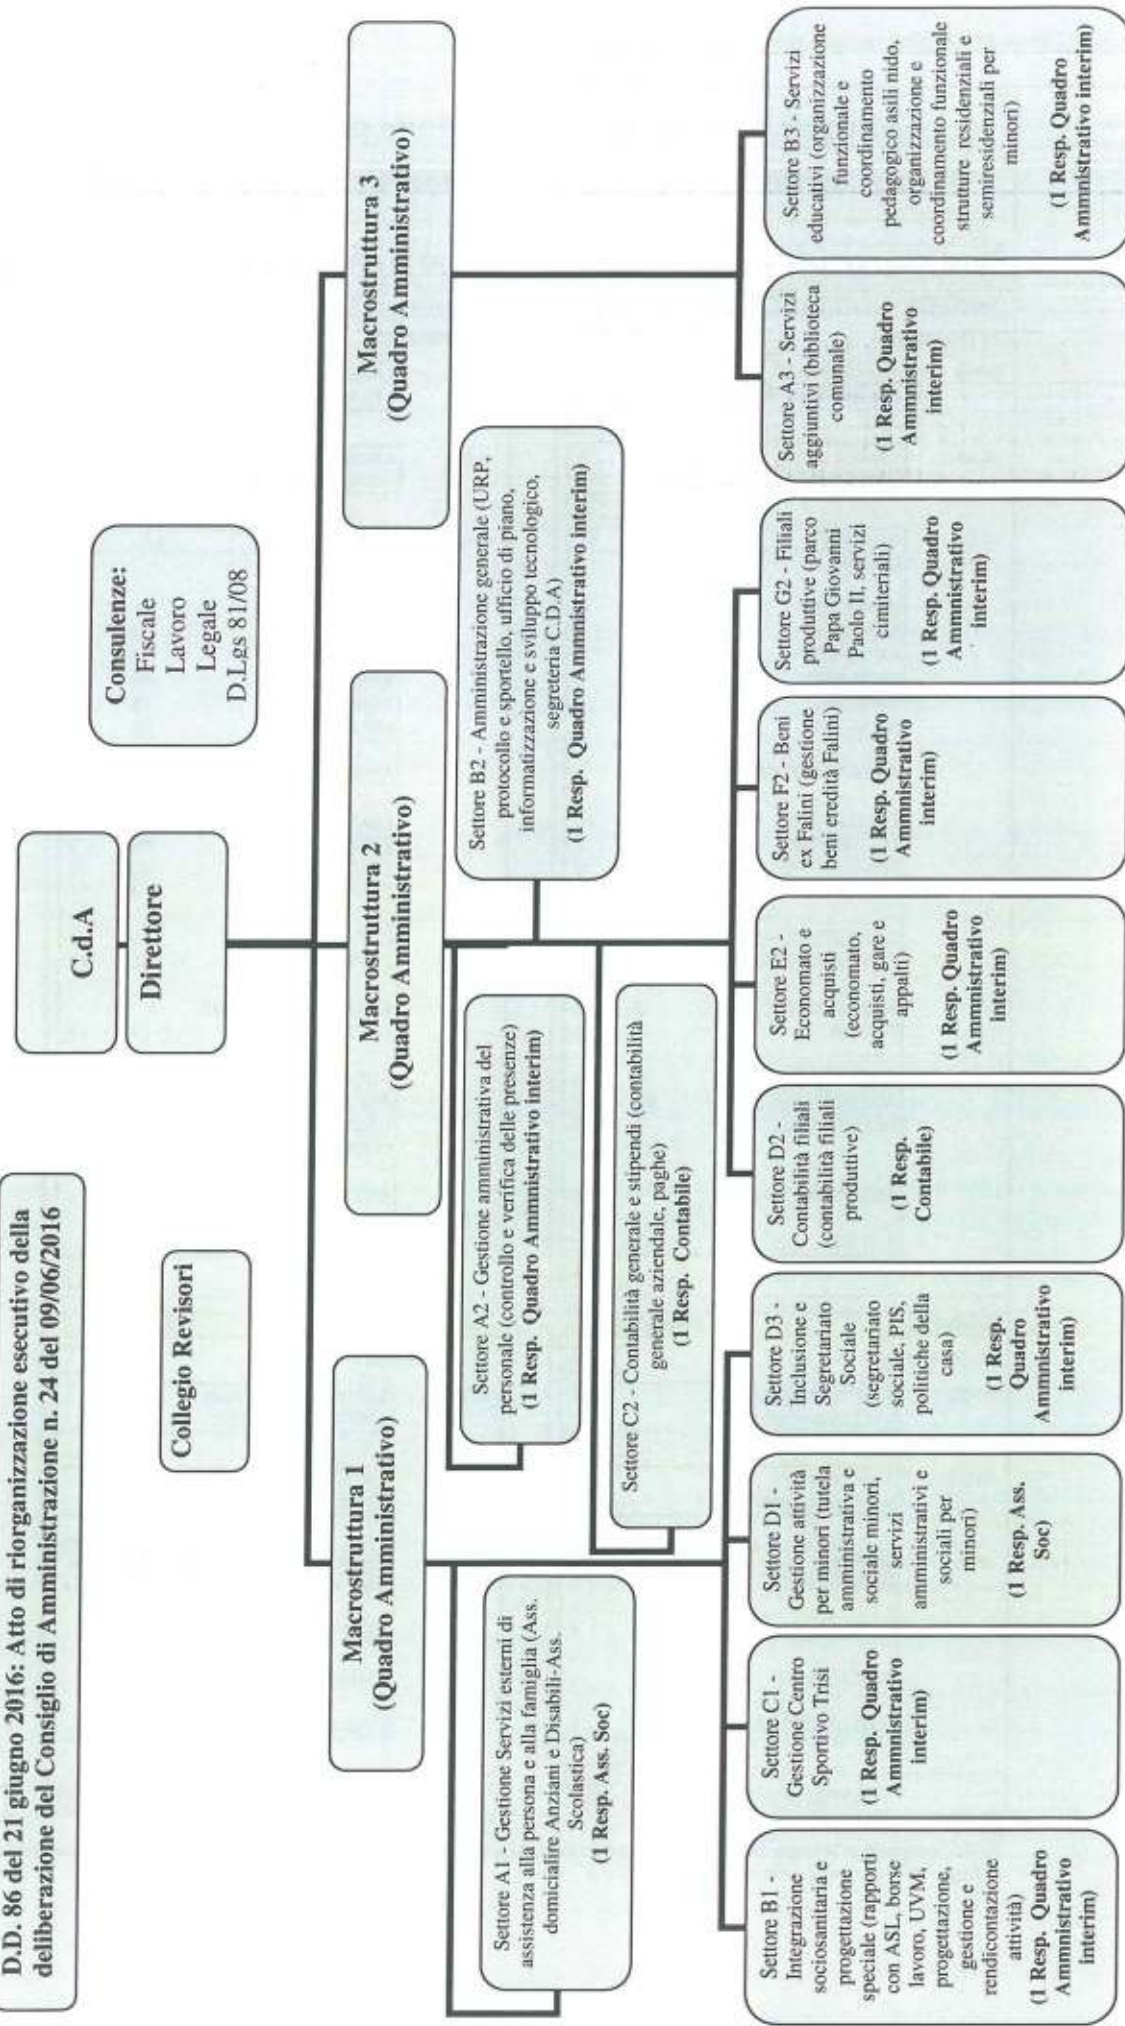 D.D. 86 del 21 giugno 2016: Atto di riorganizzazione esecutivo della
deliberazione del Consiglio di Amministrazione n. 24 del 09/06/2016
C.d.A
Direttore
Collegio Revisori
Consulenze:
Fiscale
Lavoro
Legale
D.Lgs 81/08
Macrostruttura 1
(Quadro Amministrativo)
Macrostruttura 2
(Quadro Amministrativo)
Macrostruttura 3
(Quadro Amministrativo)
Settore A1 - Gestione Servizi esterni di
assistenza alla persona e alla famiglia (Ass.
domicialire Anziani e Disabili-Ass.
Scolastica)
(1 Resp. Ass. Soc)
Settore A2 - Gestione amministrativa del
personale (controllo e verifica delle presenze)
(1 Resp. Quadro Ammnistrativo interim)
Settore B2 - Amministrazione generale (URP,
protocollo e sportello, ufficio di piano,
informatizzazione e sviluppo tecnologico,
segreteria C.D.A)
(1 Resp. Quadro Ammnistrativo interim)
Settore C2 - Contabilità generale e stipendi (contabilità
generale aziendale, paghe)
(1 Resp. Contabile)
Settore B1 -
Integrazione
sociosanitaria e
progettazione
speciale (rapporti
con ASL, borse
lavoro, UVM,
progettazione,
gestione e
rendicontazione
attività)
(1 Resp. Quadro
Ammnistrativo
interim)
Settore C1 -
Gestione Centro
Sportivo Trisi
(1 Resp. Quadro
Ammnistrativo
interim)
Settore D1 -
Gestione attività
per minori (tutela
amministrativa e
sociale minori,
servizi
amministrativi e
sociali per
minori)
(1 Resp. Ass.
Soc)
Settore D3 -
Inclusione e
Segretariato
Sociale
(segretariato
sociale, PIS,
politiche della
casa)
(1 Resp.
Quadro
Ammnistrativo
interim)
Settore D2 -
Contabilità filiali
(contabilità filiali
produttive)
(1 Resp.
Contabile)
Settore E2 -
Economato e
acquisti
(economato,
acquisti, gare e
appalti)
(1 Resp. Quadro
Ammnistrativo
interim)
Settore F2 - Beni
ex Falini (gestione
beni eredità Falini)
(1 Resp. Quadro
Ammnistrativo
interim)
Settore G2 - Filiali
produttive (parco
Papa Giovanni
Paolo II, servizi
cimiteriali)
(1 Resp. Quadro
Ammnistrativo
interim)
Settore A3 - Servizi
aggiuntivi (biblioteca
comunale)
(1 Resp. Quadro
Ammnistrativo
interim)
Settore B3 - Servizi
educativi (organizzazione
funzionale e
coordinamento
pedagogico asili nido,
organizzazione e
coordinamento funzionale
strutture residenziali e
semiresidenziali per
minori)
(1 Resp. Quadro
Ammnistrativo interim)